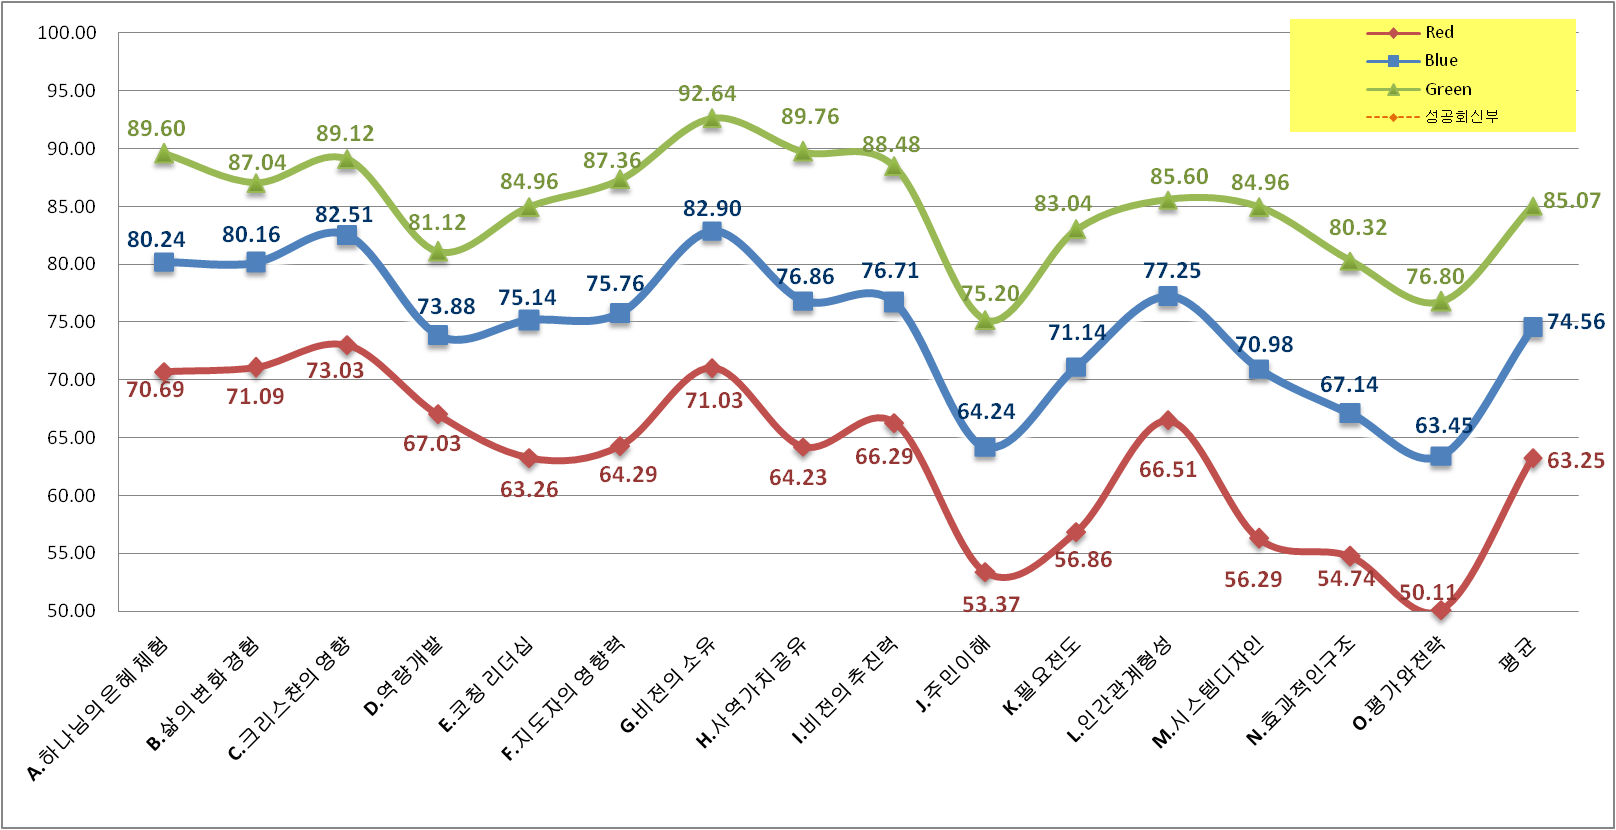 100.00
95.00
90.00
85.00
80.00
75.00
70.00
65.00
60.00
55.00
50.00
Red
Blue
Green
성공회신부
89.60
87.04
89.12
81.12
84.96
87.36
92.64
89.76
88.48
75.20
83.04
85.60
84.96
80.32
76.80
85.07
80.24
80.16
82.51
73.88
75.14
75.76
82.90
76.86
76.71
64.24
71.14
77.25
70.98
67.14
63.45
74.56
70.69
71.09
73.03
67.03
63.26
64.29
71.03
64.23
66.29
53.37
56.86
66.51
56.29
54.74
50.11
63.25
A.하나님의은혜체험
B.삶의변화경험
C.크리스찬의영향
D.역량개발
E.코칭리더십
F.지도자의영향력
G.비전의소유
H.사역가치공유
I.비전의추진력
J.주민이해
K.필요전도
L.인간관계형성
M.시스템디자인
N.효과적인구조
O.평가와전략
평균